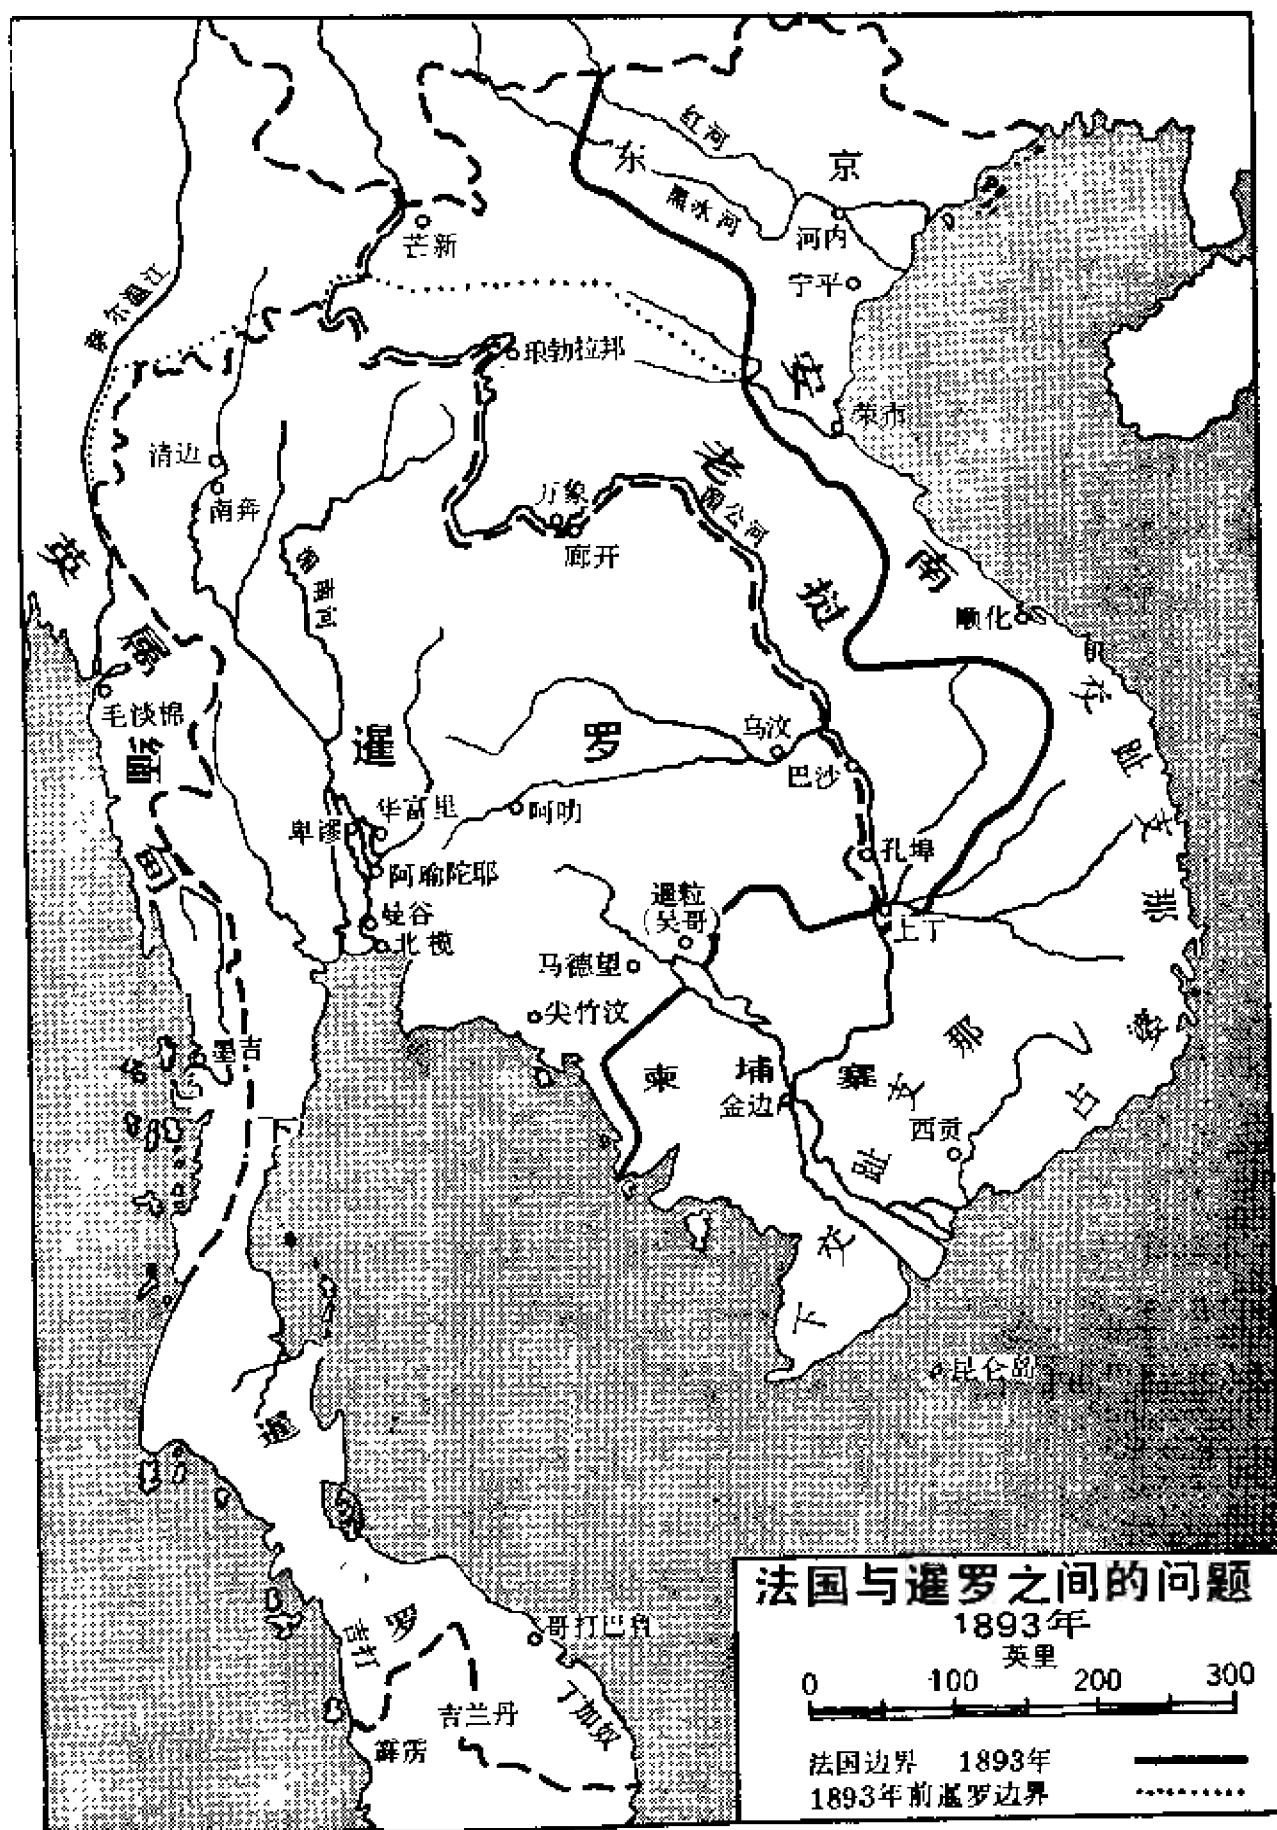 红河
东京
黑水河
河内
宁平
芒新
萨尔温江
琅勃拉邦
安南
荣市
清迈
南奔
老挝
万象
湄公河
廊开
湄南河
英属缅甸
顺化
毛淡棉
暹罗
乌汶
巴沙
华富里
阿叻
孔埠
阿瑜陀耶
曼谷
北榄
暹粒
(吴哥)
上丁
马德望
尖竹汶
墨吉
柬埔寨
金边
西贡
下交趾支那
占婆
昆仑岛
下
暹罗
吉打
哥打巴鲁
吉兰丹
丁加奴
霹雳
法国与暹罗之间的问题
1893年
英里
0 100 200 300
法国边界 1893年
1893年前暹罗边界